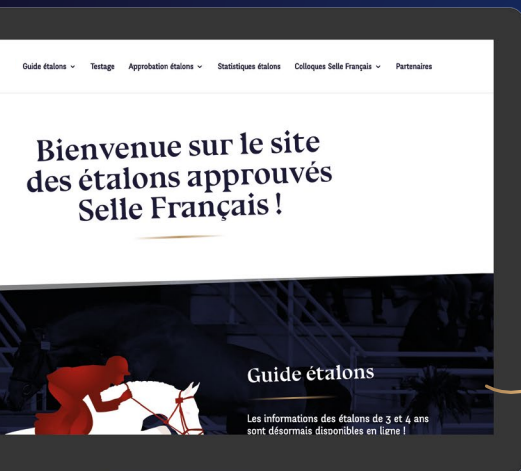 Guide étalons Testage Approbation étalons Statistiques étalons Colloques Selle Français Partenaires
Bienvenue sur le site
des étalons approuvés
Selle Français !
Guide étalons
Les informations des étalons de 3 et 4 ans
sont désormais disponibles en ligne !